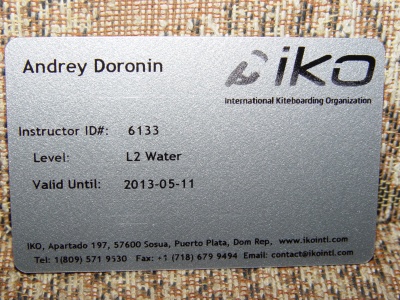 Andrey Doronin
iko
International Kiteboarding Organization
Instructor ID#: 6133
Level: L2 Water
Valid Until: 2013-05-11
IKO, Apartado 197, 57600 Sosua, Puerto Plata, Dom Rep, www.ikointl.com
Tel: 1(809) 571 9530 Fax: +1 (718) 679 9494 Email: contact@ikointl.com